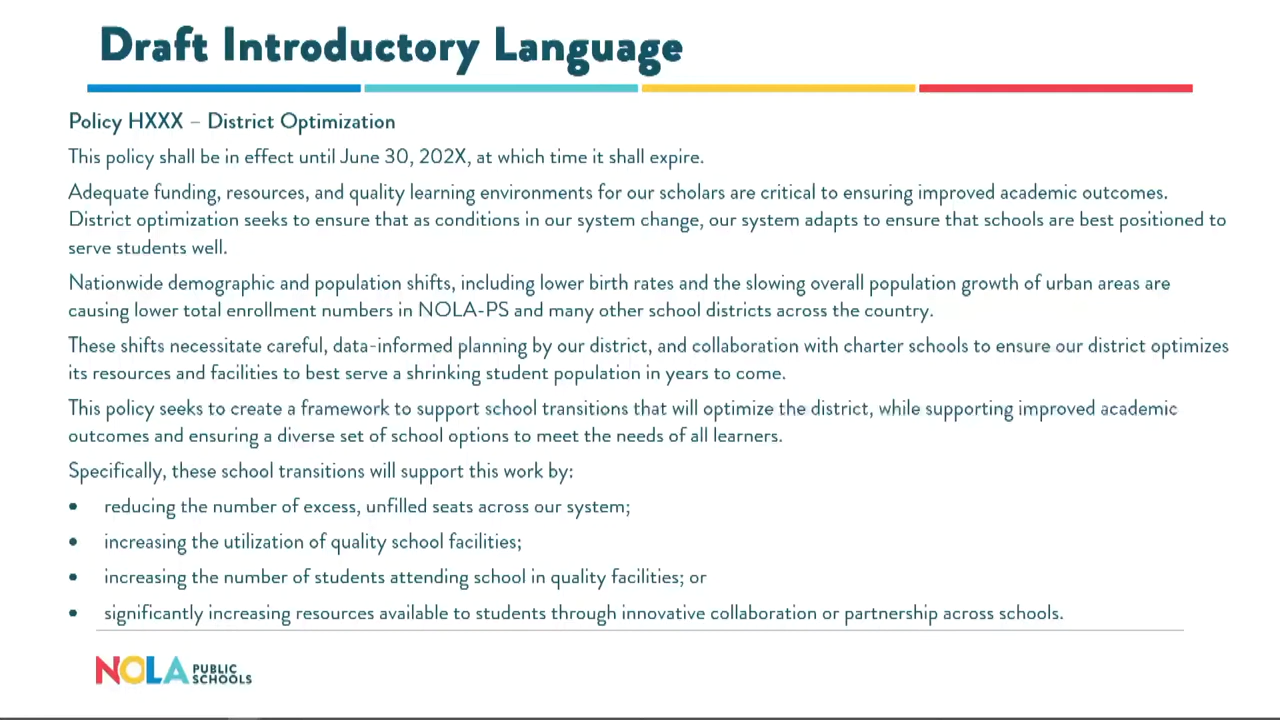 Draft Introductory Language
Policy HXXX – District Optimization
This policy shall be in effect until June 30, 202X, at which time it shall expire.
Adequate funding, resources, and quality learning environments for our scholars are critical to ensuring improved academic outcomes.
District optimization seeks to ensure that as conditions in our system change, our system adapts to ensure that schools are best positioned to
serve students well.
Nationwide demographic and population shifts, including lower birth rates and the slowing overall population growth of urban areas are
causing lower total enrollment numbers in NOLA-PS and many other school districts across the country.
These shifts necessitate careful, data-informed planning by our district, and collaboration with charter schools to ensure our district optimizes
its resources and facilities to best serve a shrinking student population in years to come.
This policy seeks to create a framework to support school transitions that will optimize the district, while supporting improved academic
outcomes and ensuring a diverse set of school options to meet the needs of all learners.
Specifically, these school transitions will support this work by:
• reducing the number of excess, unfilled seats across our system;
• increasing the utilization of quality school facilities;
• increasing the number of students attending school in quality facilities; or
• significantly increasing resources available to students through innovative collaboration or partnership across schools.
NOLA PUBLIC
SCHOOLS